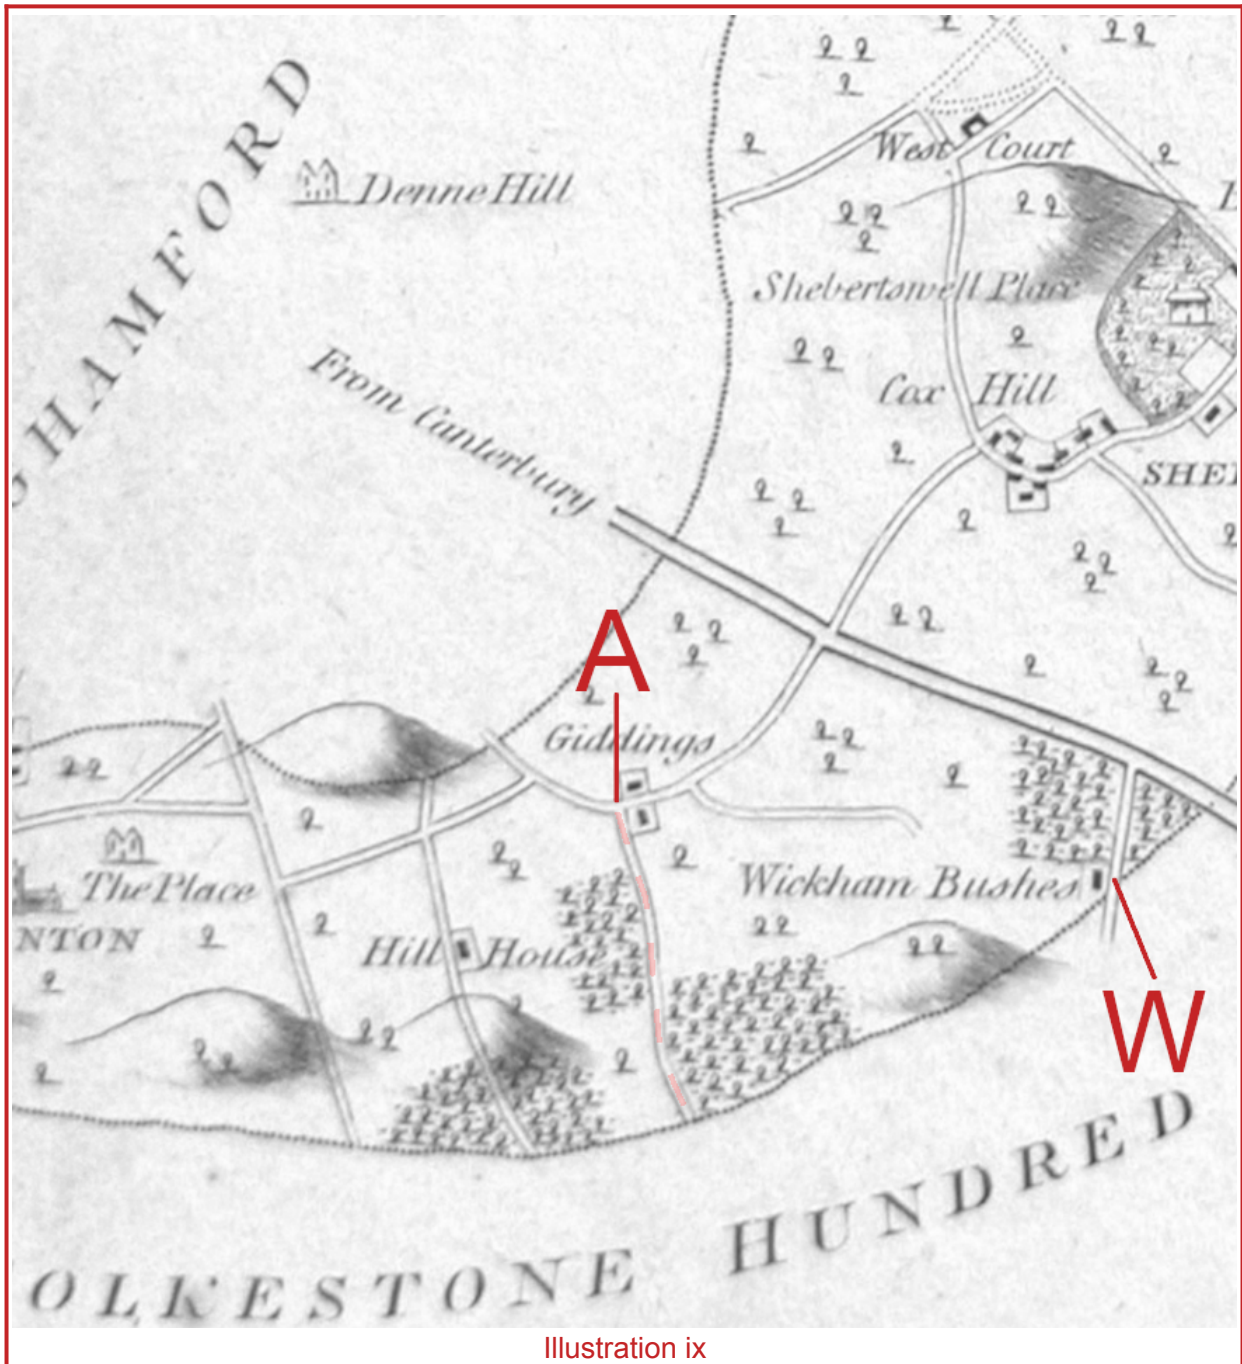 GHAMFORD
Denne Hill
West Court
Shebertswell Place
From Canterbury
Cox Hill
SHE
A
Giddings
The Place
NTON
Hill House
Wickham Bushes
W
OLKESTONE HUNDRED
Illustration ix